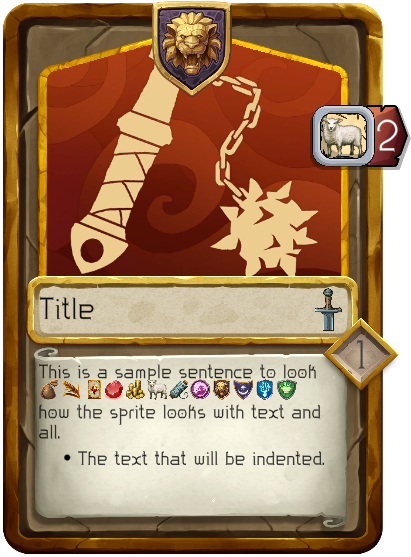 2
Title
1
This is a sample sentence to look
how the sprite looks with text and
all.
• The text that will be indented.